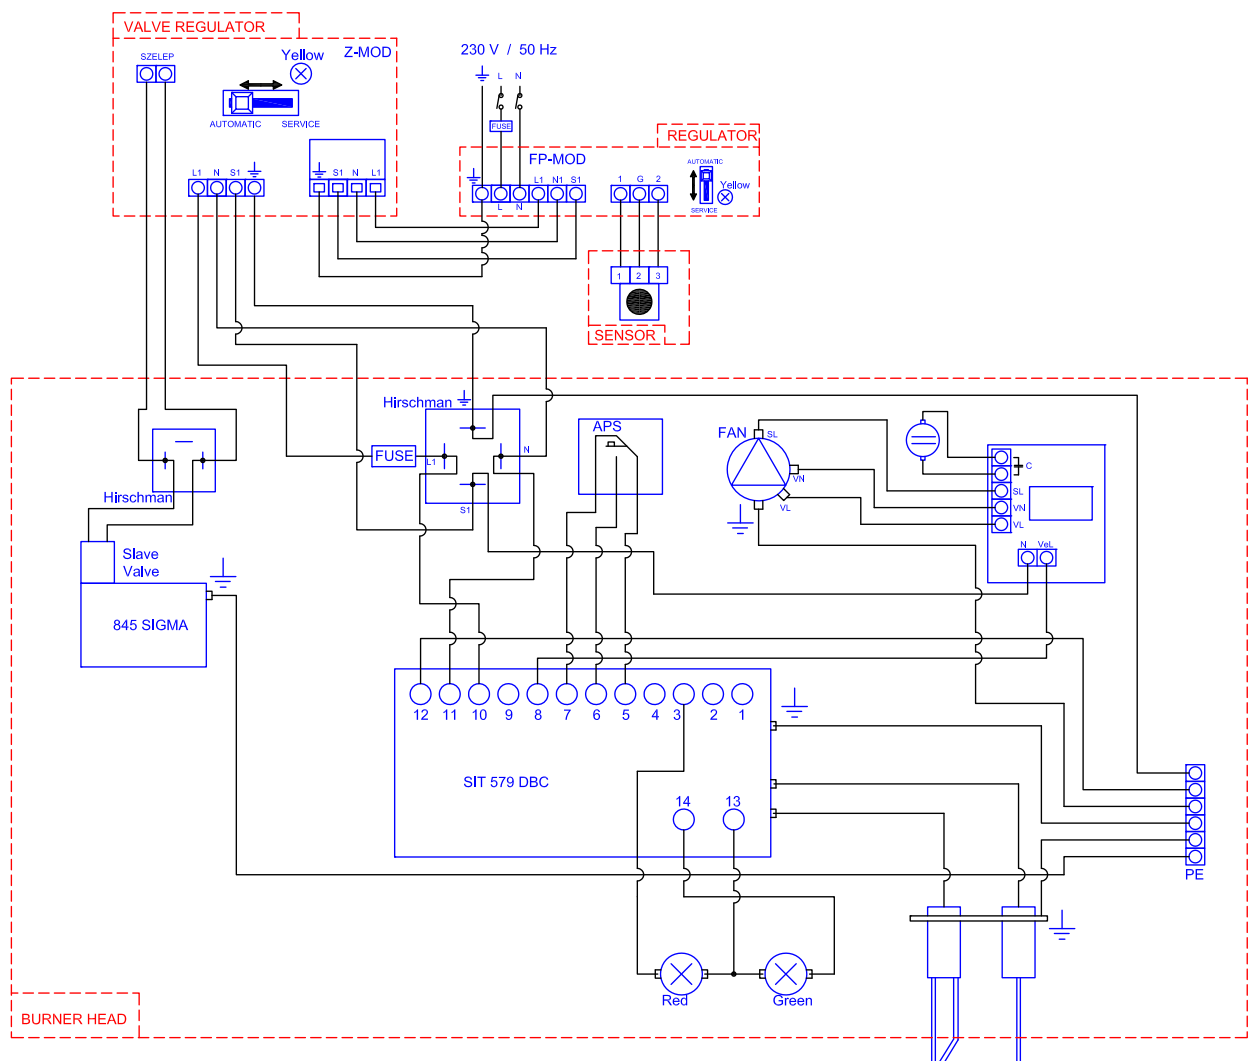 VALVE REGULATOR
SZELEP
Yellow
Z-MOD
AUTOMATIC
SERVICE
L1 N S1
S1 N L1
230 V / 50 Hz
L N
FUSE
REGULATOR
FP-MOD
L1 N1 S1
L N
1 G 2
AUTOMATIC
Yellow
SERVICE
1 2 3
SENSOR
Hirschman
FUSE
L1
N
S1
APS
FAN
SL
VN
VL
C
SL
VN
VL
N VeL
Hirschman
Slave
Valve
845 SIGMA
12 11 10 9 8 7 6 5 4 3 2 1
SIT 579 DBC
14 13
PE
Red
Green
BURNER HEAD